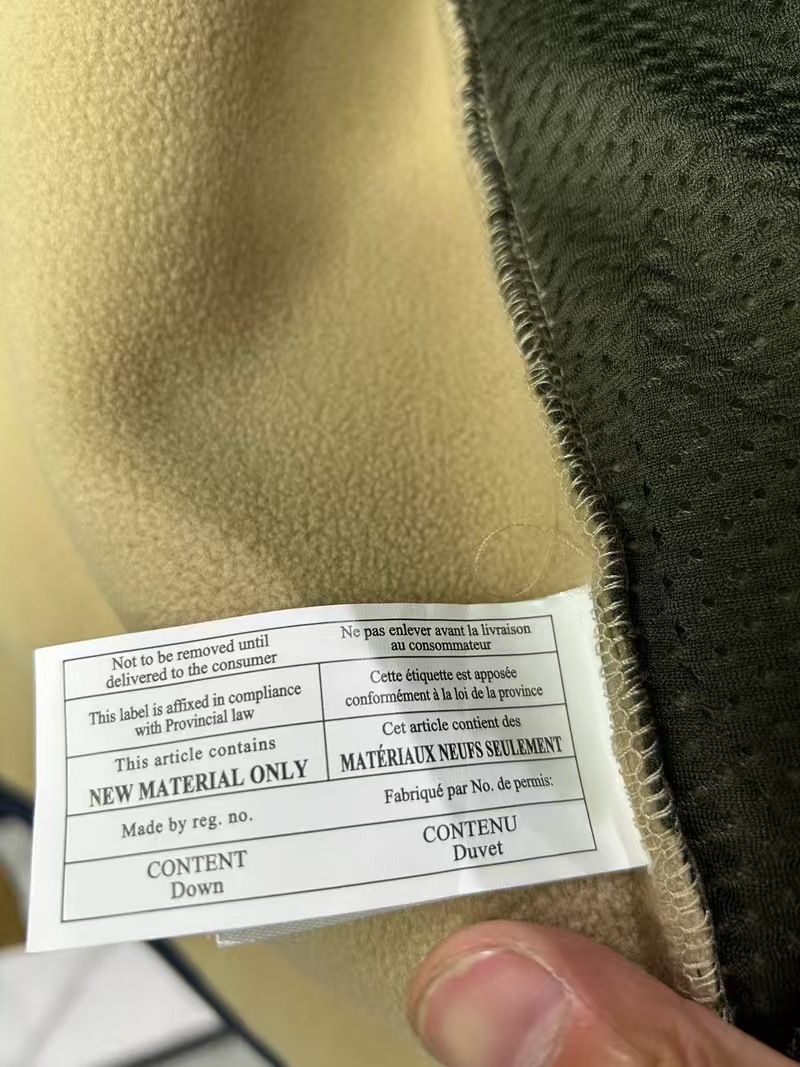 Not to be removed until
delivered to the consumer
Ne pas enlever avant la livraison
au consommateur
This label is affixed in compliance
with Provincial law
Cette étiquette est apposée
conformément à la loi de la province
This article contains
NEW MATERIAL ONLY
Cet article contient des
MATÉRIAUX NEUFS SEULEMENT
Made by reg. no.
Fabriqué par No. de permis:
CONTENT
Down
CONTENU
Duvet